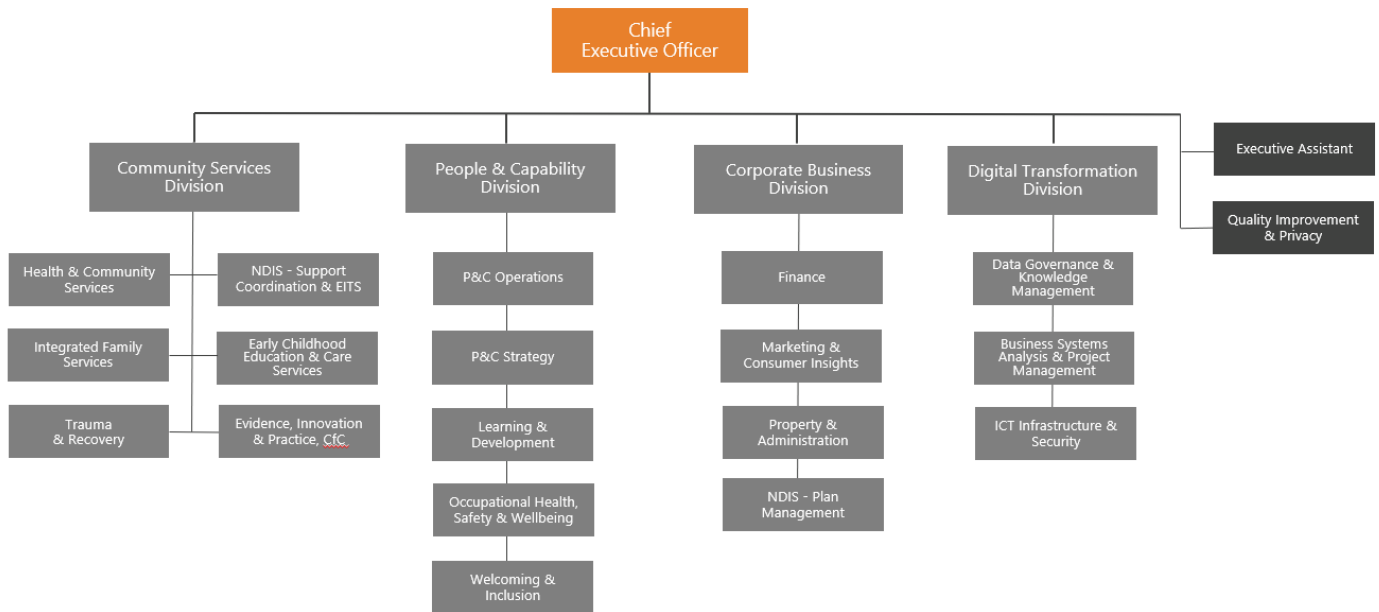 Chief
Executive Officer
Community Services
Division
People & Capability
Division
Corporate Business
Division
Digital Transformation
Division
Executive Assistant
Quality Improvement
& Privacy
Health & Community
Services
NDIS - Support
Coordination & EITS
Integrated Family
Services
Early Childhood
Education & Care
Services
Trauma
& Recovery
Evidence, Innovation
& Practice, CfC
P&C Operations
P&C Strategy
Learning &
Development
Occupational Health,
Safety & Wellbeing
Welcoming &
Inclusion
Finance
Marketing &
Consumer Insights
Property &
Administration
NDIS - Plan
Management
Data Governance &
Knowledge
Management
Business Systems
Analysis & Project
Management
ICT Infrastructure &
Security